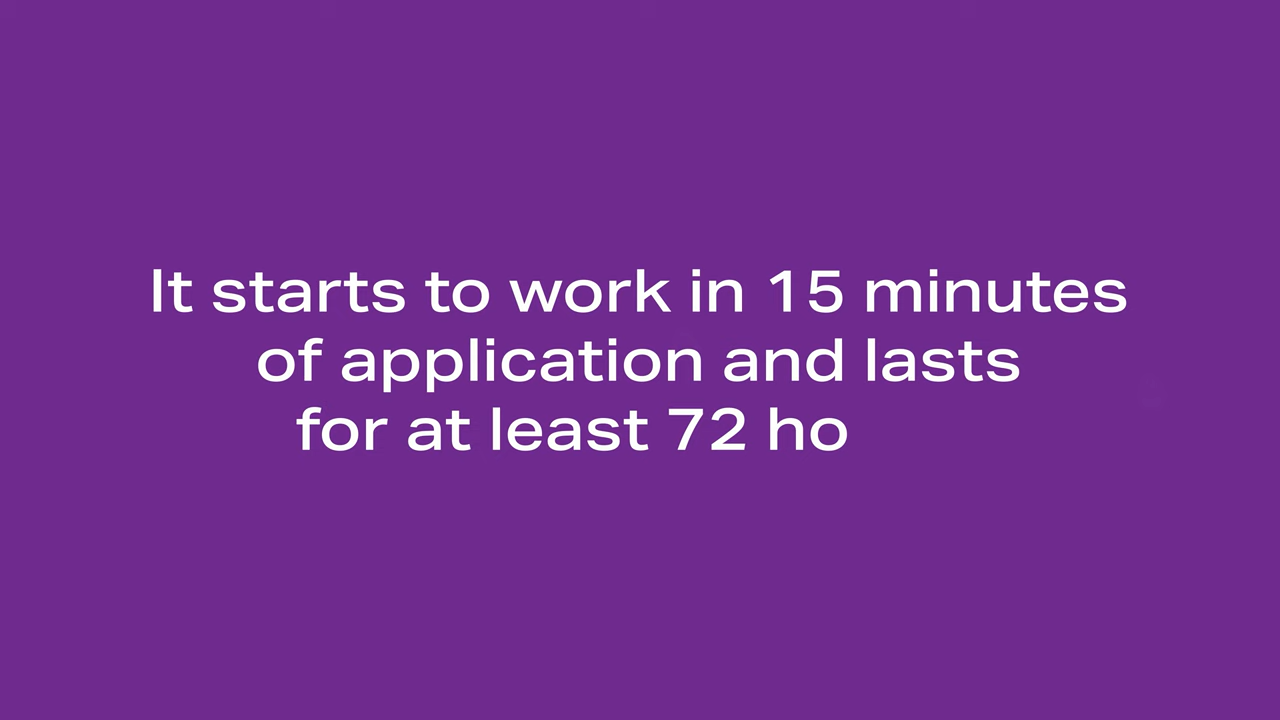 It starts to work in 15 minutes
of application and lasts
for at least 72 ho